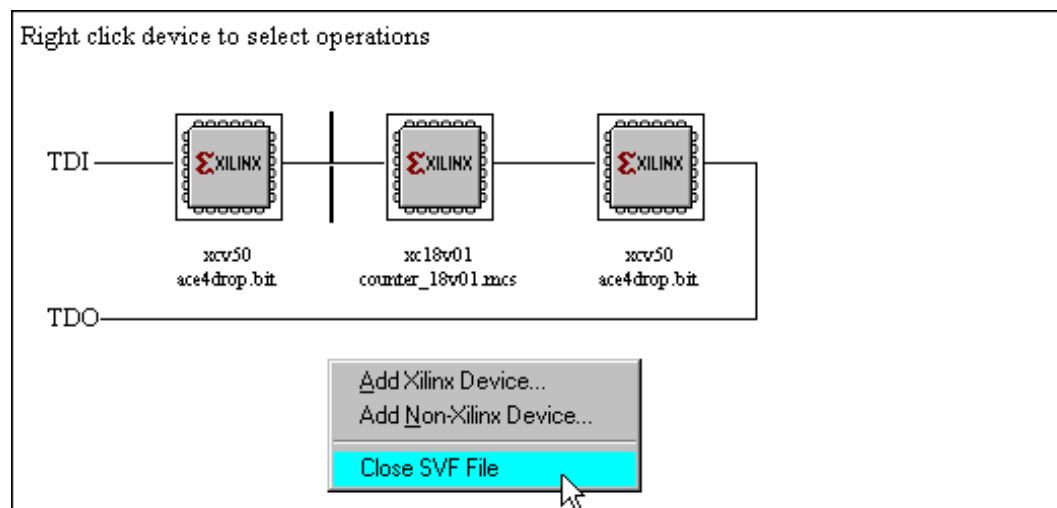 Right click device to select operations
TDI
XILINX
XILINX
XILINX
xcv50
ace4drop.bit
xc18v01
counter_18v01.mcs
xcv50
ace4drop.bit
TDO
Add Xilinx Device...
Add Non-Xilinx Device...
Close SVF File